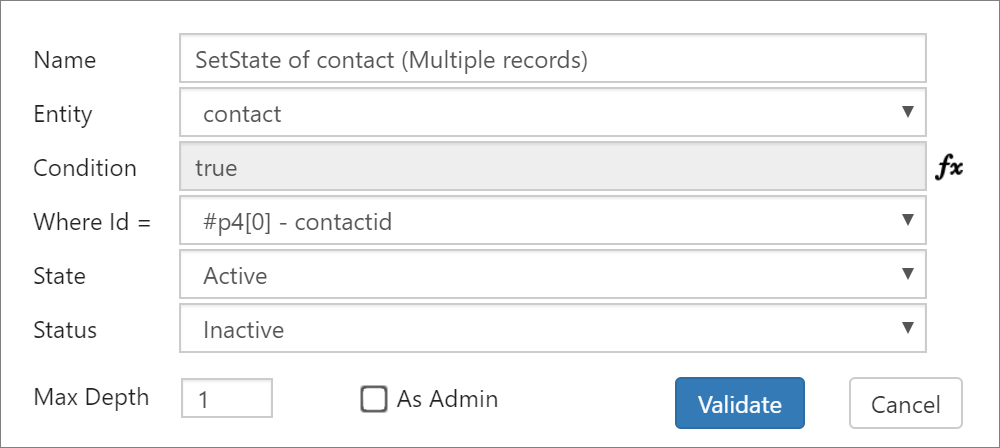 Name SetState of contact (Multiple records)
Entity contact ▼
Condition true fx
Where Id = #p4[0] - contactid ▼
State Active ▼
Status Inactive ▼
Max Depth 1 As Admin Validate Cancel